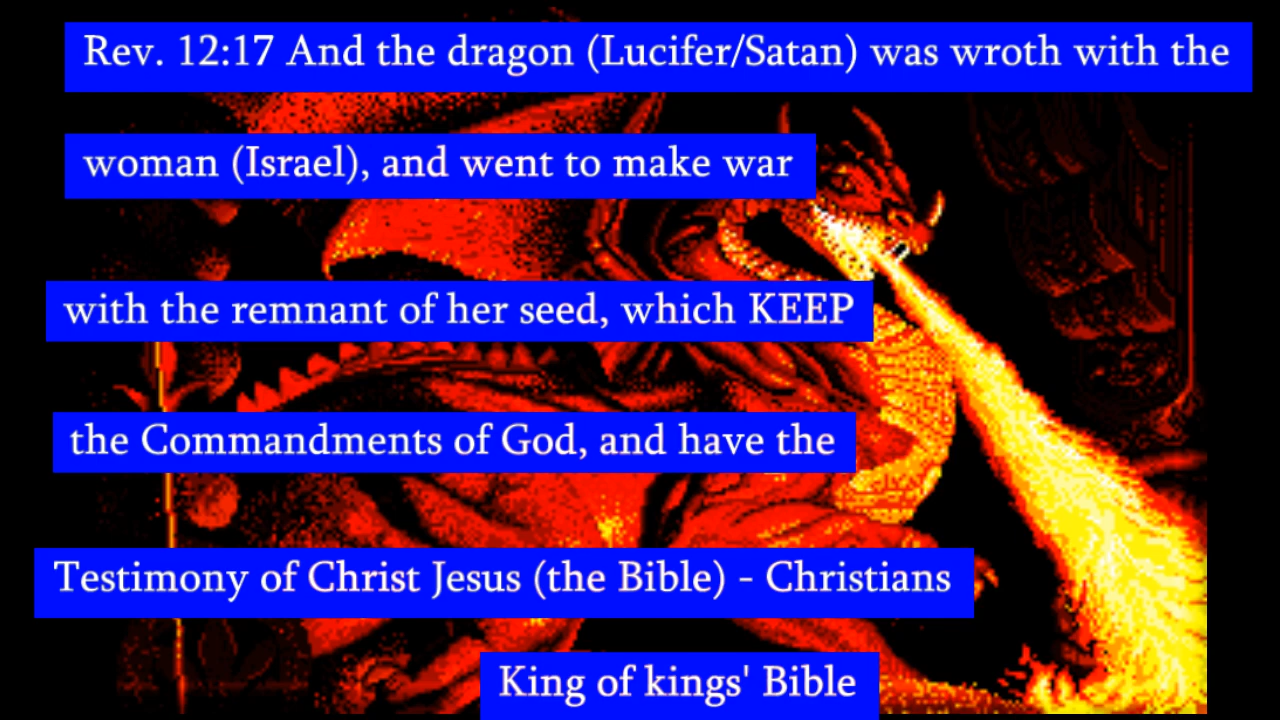 Rev. 12:17 And the dragon (Lucifer/Satan) was wroth with the
woman (Israel), and went to make war
with the remnant of her seed, which KEEP
the Commandments of God, and have the
Testimony of Christ Jesus (the Bible) - Christians
King of kings' Bible